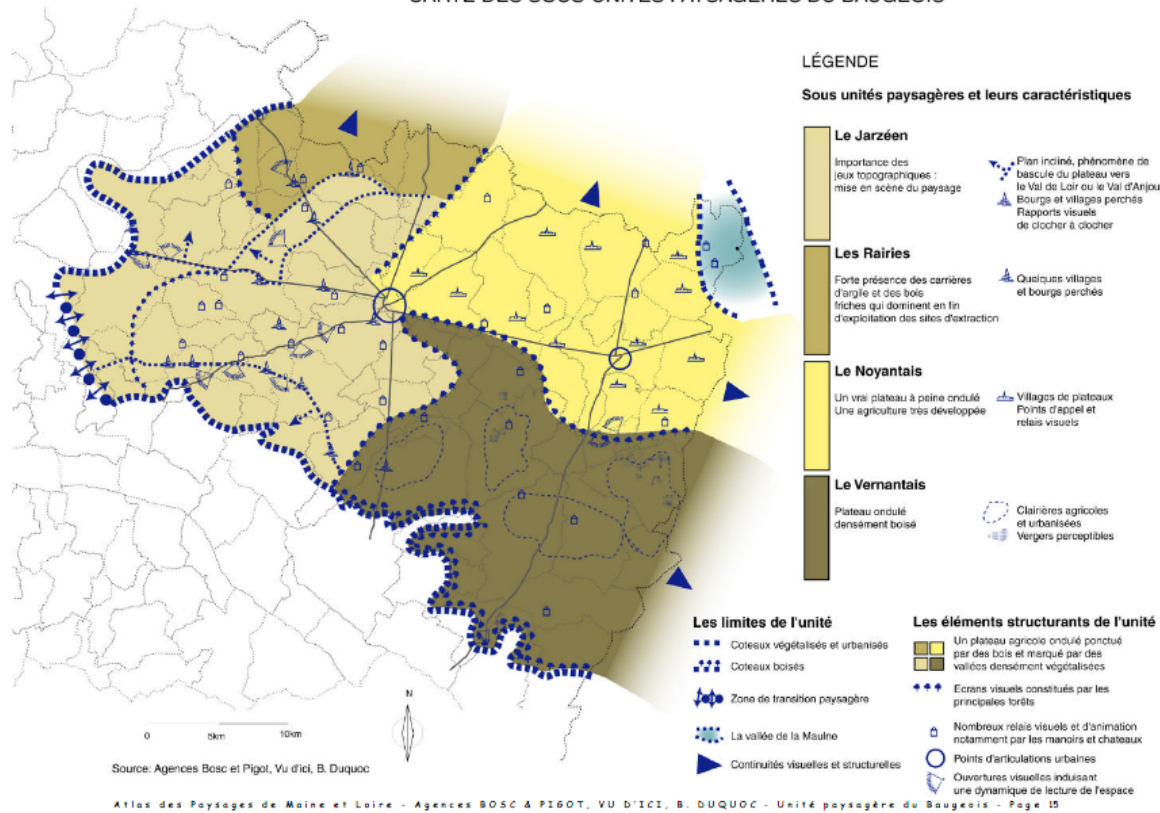 CARTE DES SOUS-UNITES PAYSAGERES DU BAUGEOIS
LÉGENDE
Sous unités paysagères et leurs caractéristiques
Le Jarzéen
Importance des
jeux topographiques :
mise en scène du paysage
Plan incliné, phénomène de
bascule du plateau vers
le Val de Loir ou le Val d'Anjou
Bourgs et villages perchés
Rapports visuels
de clocher à clocher
Les Rairies
Forte présence des carrières
d'argile et des bois
friches qui dominent en fin
d'exploitation des sites d'extraction
Quelques villages
et bourgs perchés
Le Noyantais
Un vrai plateau à peine ondulé
Une agriculture très développée
Villages de plateaux
Points d'appel et
relais visuels
Le Vernantais
Plateau ondulé
densément boisé
Clairières agricoles
et urbanisées
Vergers perceptibles
Les limites de l'unité
Coteaux végétalisés et urbanisés
Coteaux boisés
Zone de transition paysagère
La vallée de la Maulne
Continuités visuelles et structurelles
Les éléments structurants de l'unité
Un plateau agricole ondulé ponctué
par des bois et marqué par des
vallées densément végétalisées
Ecrans visuels constitués par les
principales forêts
Nombreux relais visuels et d'animation
notamment par les manoirs et chateaux
Points d'articulations urbaines
Ouvertures visuelles induisant
une dynamique de lecture de l'espace
N
0 5km 10km
Source: Agences Bosc et Pigot, Vu d'ici, B. Duquoc
Atlas des Paysages de Maine et Loire - Agences BOSC & PIGOT, VU D'ICI, B. DUQUOC - Unité paysagère du Baugeois - Page 15